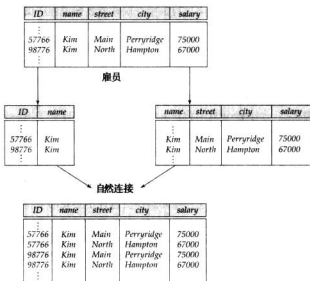 ID name street city salary
57766 Kim Main Perryridge 75000
98776 Kim North Hampton 67000
雇员
ID name
57766 Kim
98776 Kim
name street city salary
Kim Main Perryridge 75000
Kim North Hampton 67000
自然连接
ID name street city salary
57766 Kim Main Perryridge 75000
57766 Kim North Hampton 67000
98776 Kim Main Perryridge 75000
98776 Kim North Hampton 67000